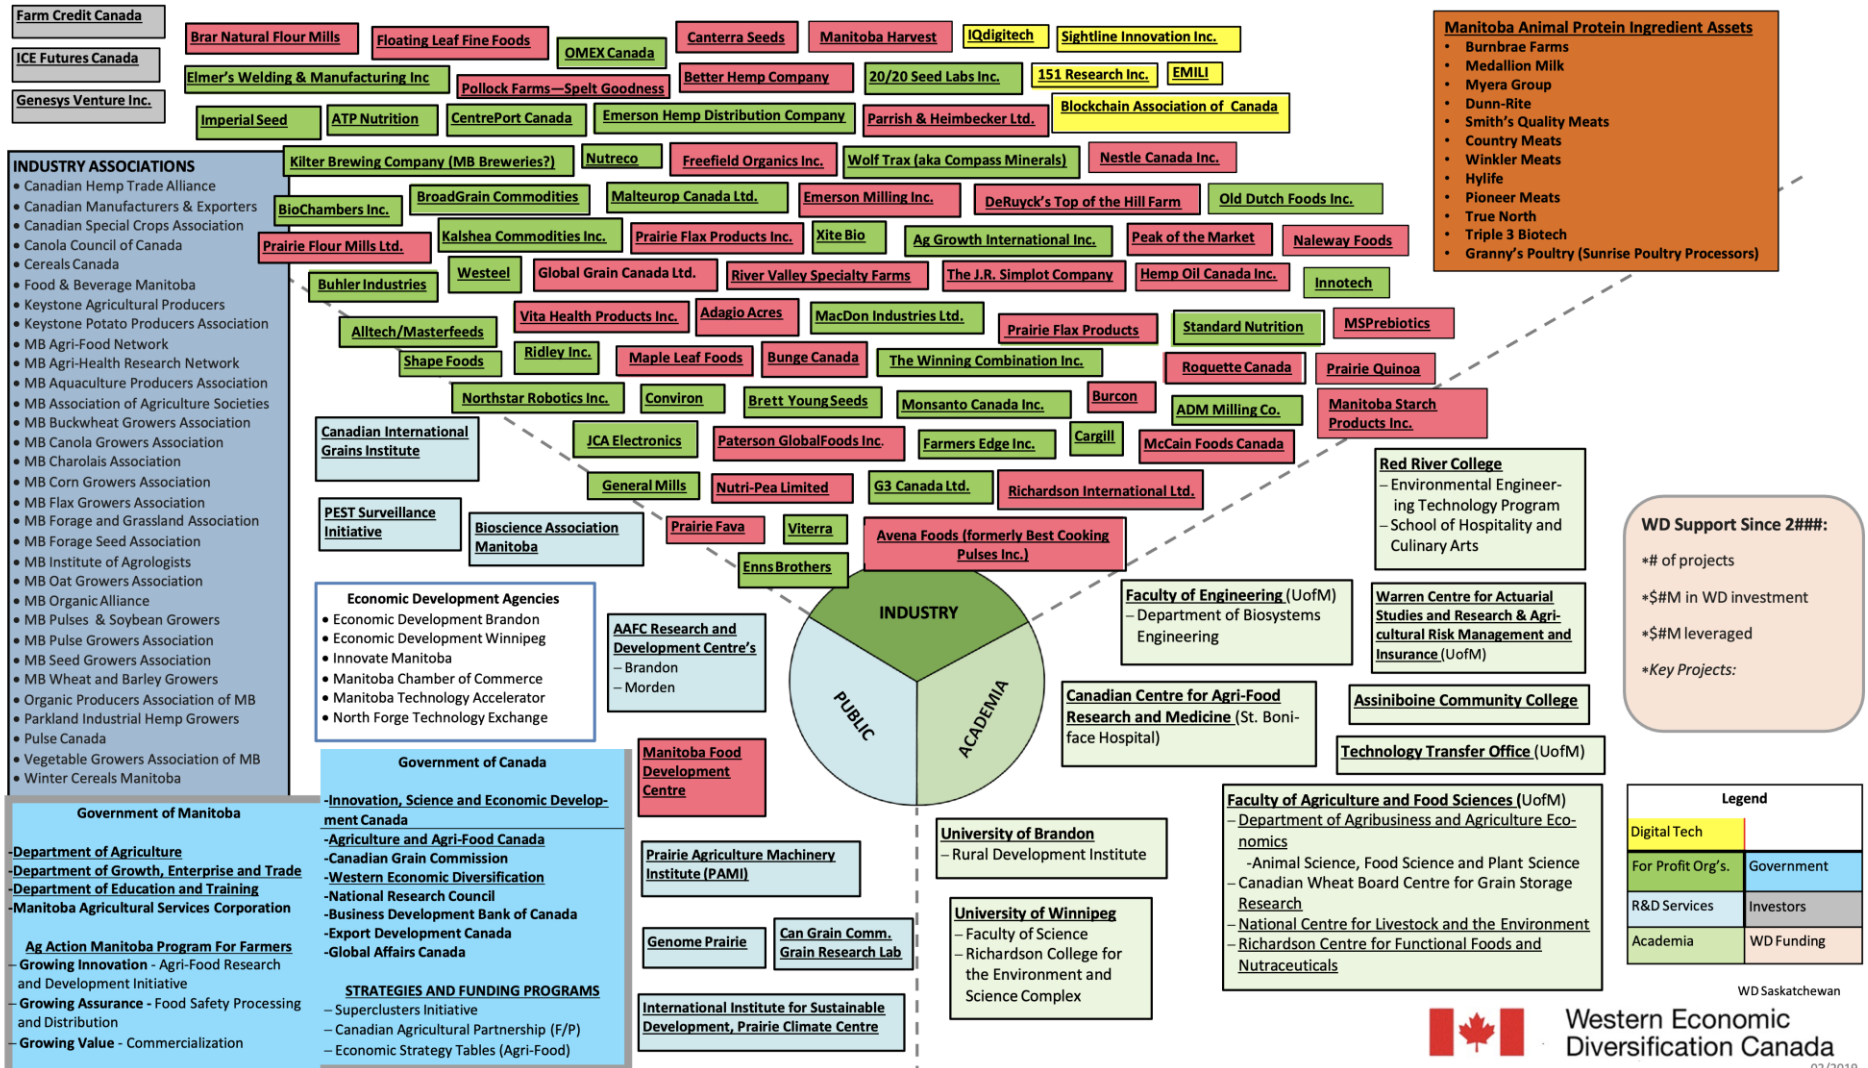 Farm Credit Canada
ICE Futures Canada
Genesys Venture Inc.
Brar Natural Flour Mills
Floating Leaf Fine Foods
OMEX Canada
Canterra Seeds
Manitoba Harvest
IQdigitech
Sightline Innovation Inc.
Elmer's Welding & Manufacturing Inc
Pollock Farms—Spelt Goodness
Better Hemp Company
20/20 Seed Labs Inc.
151 Research Inc.
EMILI
Imperial Seed
ATP Nutrition
CentrePort Canada
Emerson Hemp Distribution Company
Parrish & Heimbecker Ltd.
Blockchain Association of Canada
Kilter Brewing Company (MB Breweries?)
Nutreco
Freefield Organics Inc.
Wolf Trax (aka Compass Minerals)
Nestle Canada Inc.
BioChambers Inc.
BroadGrain Commodities
Malteurop Canada Ltd.
Emerson Milling Inc.
DeRuyck's Top of the Hill Farm
Old Dutch Foods Inc.
Prairie Flour Mills Ltd.
Kalshea Commodities Inc.
Prairie Flax Products Inc.
Xite Bio
Ag Growth International Inc.
Peak of the Market
Naleway Foods
Buhler Industries
Westeel
Global Grain Canada Ltd.
River Valley Specialty Farms
The J.R. Simplot Company
Hemp Oil Canada Inc.
Innotech
Alltech/Masterfeeds
Vita Health Products Inc.
Adagio Acres
MacDon Industries Ltd.
Prairie Flax Products
Standard Nutrition
MSPrebiotics
Shape Foods
Ridley Inc.
Maple Leaf Foods
Bunge Canada
The Winning Combination Inc.
Roquette Canada
Prairie Quinoa
Northstar Robotics Inc.
Conviron
Brett Young Seeds
Monsanto Canada Inc.
Burcon
ADM Milling Co.
Manitoba Starch
Products Inc.
JCA Electronics
Paterson GlobalFoods Inc.
Farmers Edge Inc.
Cargill
McCain Foods Canada
General Mills
Nutri-Pea Limited
G3 Canada Ltd.
Richardson International Ltd.
Prairie Fava
Viterra
Avena Foods (formerly Best Cooking
Pulses Inc.)
Enns Brothers
Manitoba Animal Protein Ingredient Assets
• Burnbrae Farms
• Medallion Milk
• Myera Group
• Dunn-Rite
• Smith's Quality Meats
• Country Meats
• Winkler Meats
• Hylife
• Pioneer Meats
• True North
• Triple 3 Biotech
• Granny's Poultry (Sunrise Poultry Processors)
INDUSTRY ASSOCIATIONS
• Canadian Hemp Trade Alliance
• Canadian Manufacturers & Exporters
• Canadian Special Crops Association
• Canola Council of Canada
• Cereals Canada
• Food & Beverage Manitoba
• Keystone Agricultural Producers
• Keystone Potato Producers Association
• MB Agri-Food Network
• MB Agri-Health Research Network
• MB Aquaculture Producers Association
• MB Association of Agriculture Societies
• MB Buckwheat Growers Association
• MB Canola Growers Association
• MB Charolais Association
• MB Corn Growers Association
• MB Flax Growers Association
• MB Forage and Grassland Association
• MB Forage Seed Association
• MB Institute of Agrologists
• MB Oat Growers Association
• MB Organic Alliance
• MB Pulses & Soybean Growers
• MB Pulse Growers Association
• MB Seed Growers Association
• MB Wheat and Barley Growers
• Organic Producers Association of MB
• Parkland Industrial Hemp Growers
• Pulse Canada
• Vegetable Growers Association of MB
• Winter Cereals Manitoba
Canadian International
Grains Institute
PEST Surveillance
Initiative
Bioscience Association
Manitoba
Economic Development Agencies
• Economic Development Brandon
• Economic Development Winnipeg
• Innovate Manitoba
• Manitoba Chamber of Commerce
• Manitoba Technology Accelerator
• North Forge Technology Exchange
AAFC Research and
Development Centre's
– Brandon
– Morden
INDUSTRY
PUBLIC
ACADEMIA
Manitoba Food
Development
Centre
Prairie Agriculture Machinery
Institute (PAMI)
Genome Prairie
Can Grain Comm.
Grain Research Lab
International Institute for Sustainable
Development, Prairie Climate Centre
Government of Manitoba
-Department of Agriculture
-Department of Growth, Enterprise and Trade
-Department of Education and Training
-Manitoba Agricultural Services Corporation
Ag Action Manitoba Program For Farmers
– Growing Innovation - Agri-Food Research
and Development Initiative
– Growing Assurance - Food Safety Processing
and Distribution
– Growing Value - Commercialization
Government of Canada
-Innovation, Science and Economic Develop-
ment Canada
-Agriculture and Agri-Food Canada
-Canadian Grain Commission
-Western Economic Diversification
-National Research Council
-Business Development Bank of Canada
-Export Development Canada
-Global Affairs Canada
STRATEGIES AND FUNDING PROGRAMS
– Superclusters Initiative
– Canadian Agricultural Partnership (F/P)
– Economic Strategy Tables (Agri-Food)
Red River College
– Environmental Engineer-
ing Technology Program
– School of Hospitality and
Culinary Arts
Faculty of Engineering (UofM)
– Department of Biosystems
Engineering
Warren Centre for Actuarial
Studies and Research & Agri-
cultural Risk Management and
Insurance (UofM)
Canadian Centre for Agri-Food
Research and Medicine (St. Boni-
face Hospital)
Assiniboine Community College
Technology Transfer Office (UofM)
University of Brandon
– Rural Development Institute
University of Winnipeg
– Faculty of Science
– Richardson College for
the Environment and
Science Complex
Faculty of Agriculture and Food Sciences (UofM)
– Department of Agribusiness and Agriculture Eco-
nomics
-Animal Science, Food Science and Plant Science
– Canadian Wheat Board Centre for Grain Storage
Research
– National Centre for Livestock and the Environment
– Richardson Centre for Functional Foods and
Nutraceuticals
WD Support Since 2###:
*# of projects
*$#M in WD investment
*$#M leveraged
*Key Projects:
Legend
Digital Tech
For Profit Org's.
Government
R&D Services
Investors
Academia
WD Funding
WD Saskatchewan
Western Economic
Diversification Canada
02/2019